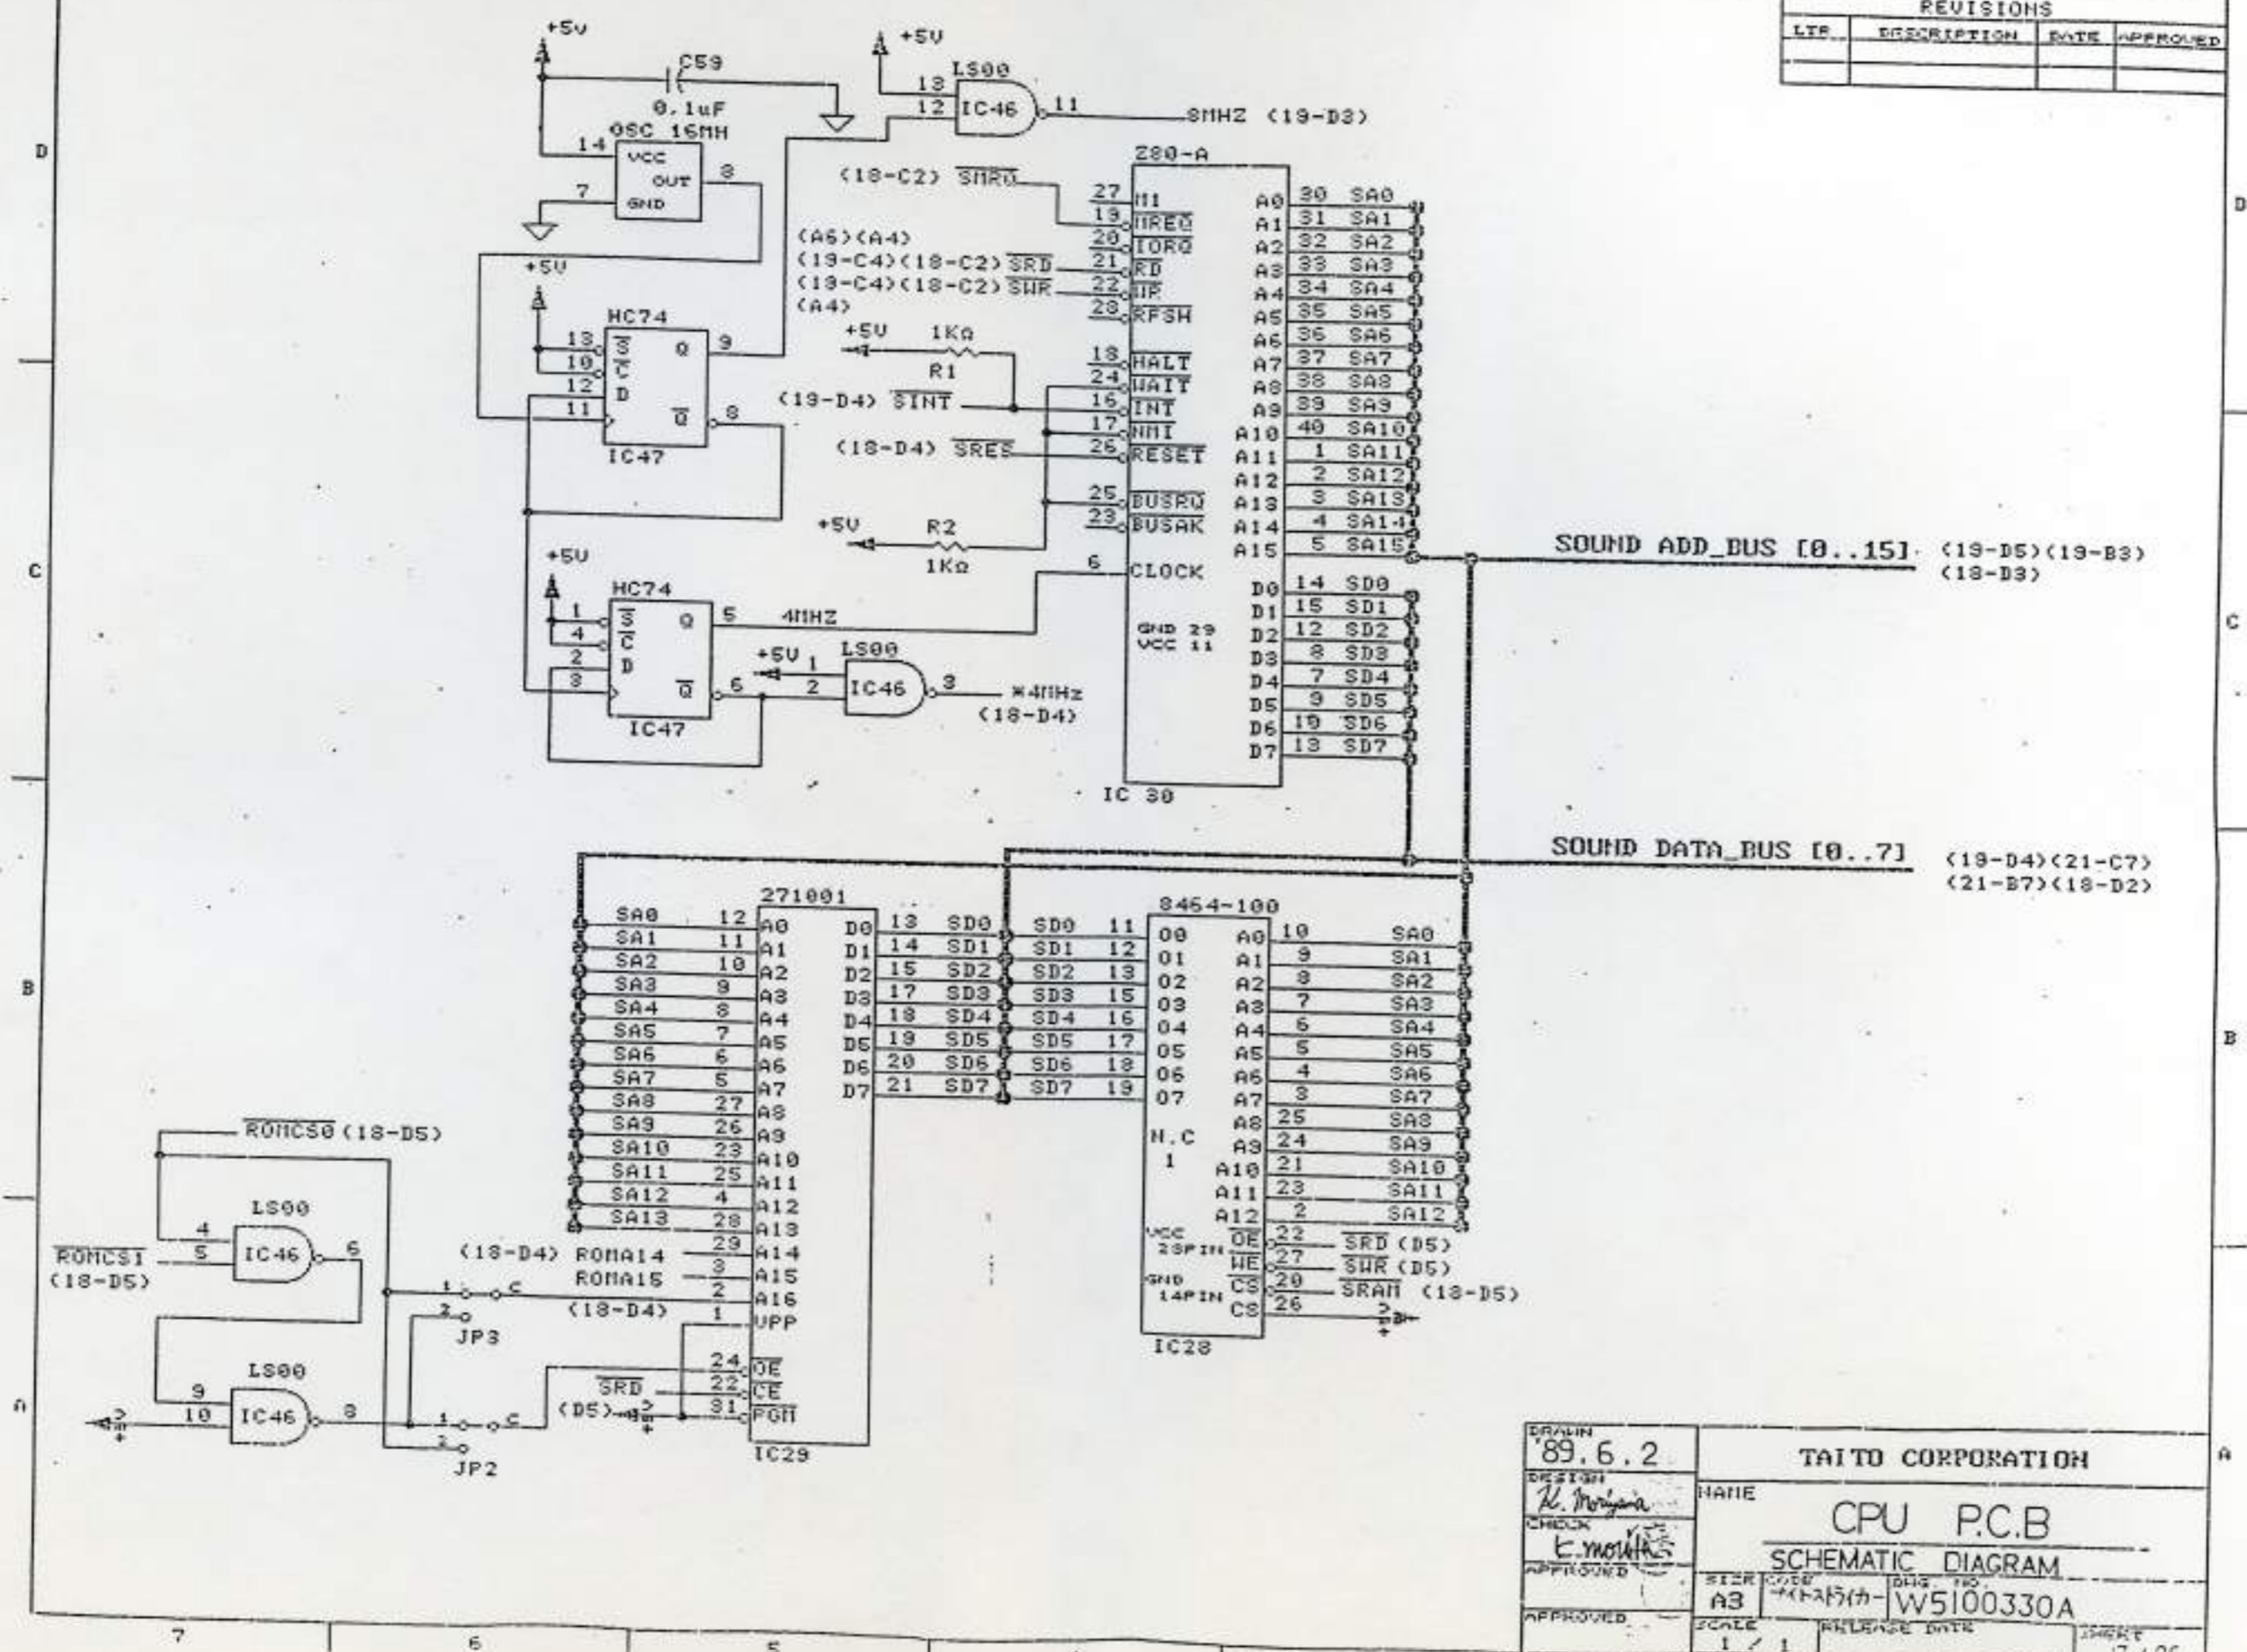 REVISIONS
LTR DESCRIPTION DATE APPROVED
+5V
C59
0.1uF
OSC 16MH
14 VCC
OUT 8
7 GND
+5V
13 LS00
12 IC46 11
8MHZ (19-D3)
+5V
HC74
13 S Q 9
10 C
12 D
11 Q 8
IC47
+5V
HC74
1 S Q 5 4MHZ
4 C
2 D
3 Q 6
IC47
+5V 1 LS00
2 IC46 3 *4MHz
(18-D4)
(18-C2) SMRQ
(A6)(A4)
(19-C4)(18-C2) SRD
(19-C4)(18-C2) SWR
(A4)
+5V 1KΩ
R1
(19-D4) SINT
(18-D4) SRES
+5V R2
1KΩ
Z80-A
27 M1
19 MREQ
20 IORQ
21 RD
22 WR
28 RFSH
18 HALT
24 WAIT
16 INT
17 NMI
26 RESET
25 BUSRQ
23 BUSAK
6 CLOCK
GND 29
VCC 11
A0 30 SA0
A1 31 SA1
A2 32 SA2
A3 33 SA3
A4 34 SA4
A5 35 SA5
A6 36 SA6
A7 37 SA7
A8 38 SA8
A9 39 SA9
A10 40 SA10
A11 1 SA11
A12 2 SA12
A13 3 SA13
A14 4 SA14
A15 5 SA15
D0 14 SD0
D1 15 SD1
D2 12 SD2
D3 8 SD3
D4 7 SD4
D5 9 SD5
D6 10 SD6
D7 13 SD7
IC 30
SOUND ADD_BUS [0..15] (19-D5)(19-B3)
(18-D3)
SOUND DATA_BUS [0..7] (19-D4)(21-C7)
(21-B7)(18-D2)
271001
SA0 12 A0 D0 13 SD0
SA1 11 A1 D1 14 SD1
SA2 10 A2 D2 15 SD2
SA3 9 A3 D3 17 SD3
SA4 8 A4 D4 18 SD4
SA5 7 A5 D5 19 SD5
SA6 6 A6 D6 20 SD6
SA7 5 A7 D7 21 SD7
SA8 27 A8
SA9 26 A9
SA10 23 A10
SA11 25 A11
SA12 4 A12
SA13 28 A13
(18-D4) ROMA14 29 A14
ROMA15 3 A15
(18-D4) 2 A16
1 VPP
24 OE
SRD 22 CE
(D5) 31 PGM
IC29
8464-100
SD0 11 O0 A0 10 SA0
SD1 12 O1 A1 9 SA1
SD2 13 O2 A2 8 SA2
SD3 15 O3 A3 7 SA3
SD4 16 O4 A4 6 SA4
SD5 17 O5 A5 5 SA5
SD6 18 O6 A6 4 SA6
SD7 19 O7 A7 3 SA7
A8 25 SA8
N.C A9 24 SA9
1 A10 21 SA10
A11 23 SA11
A12 2 SA12
VCC 28PIN OE 22 SRD (D5)
WE 27 SWR (D5)
GND 14PIN CS 20 SRAM (18-D5)
CS 26
IC28
ROMCS0 (18-D5)
LS00
4
5 IC46 6
ROMCS1
(18-D5)
1 C
2
JP3
LS00
9
10 IC46 8
1 C
2
JP2
DRAWN
'89.6.2
DESIGN
CHECK
APPROVED
APPROVED
TAITO CORPORATION
NAME
CPU P.C.B
SCHEMATIC DIAGRAM
SIZE A3
CODE ナイトストライカー
DWG. NO. W5100330A
SCALE 1 / 1
RELEASE DATE
SHEET
D
C
B
A
D
C
B
A
7 6 5